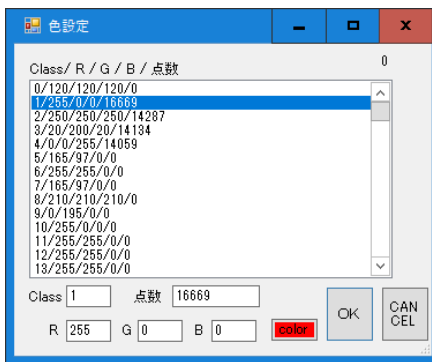 色設定
Class/ R / G / B / 点数
0
0/120/120/120/0
1/255/0/0/16669
2/250/250/250/14287
3/20/200/20/14134
4/0/0/255/14059
5/165/97/0/0
6/255/255/0/0
7/165/97/0/0
8/210/210/210/0
9/0/195/0/0
10/255/0/0/0
11/255/255/0/0
12/255/255/0/0
13/255/255/0/0
Class 1 点数 16669
R 255 G 0 B 0 color
OK
CAN
CEL